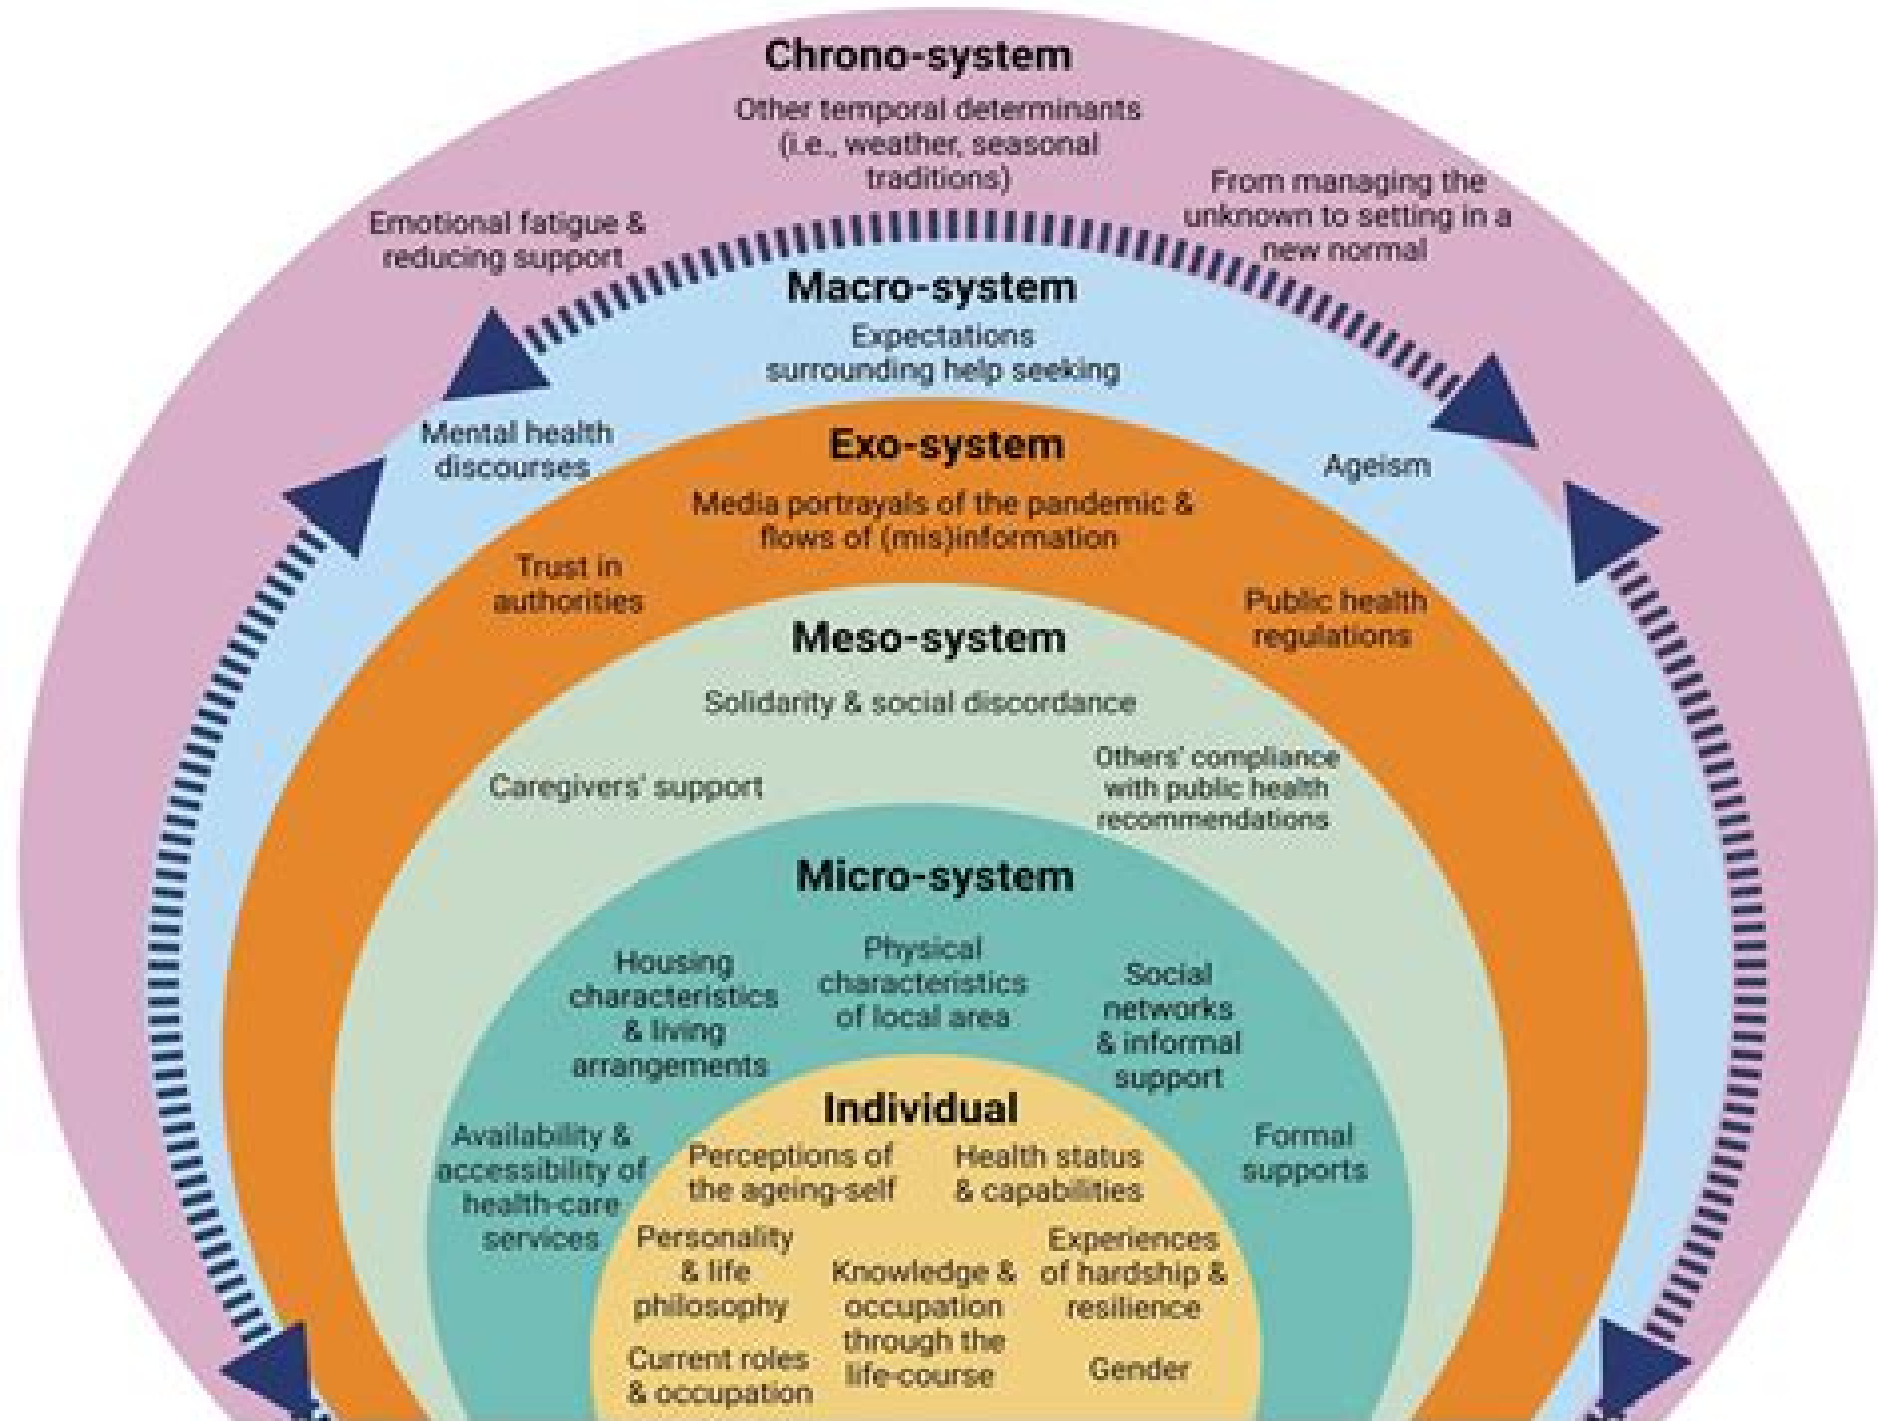 Chrono-system
Other temporal determinants
(i.e., weather, seasonal
traditions)
Emotional fatigue &
reducing support
From managing the
unknown to setting in a
new normal
Macro-system
Expectations
surrounding help seeking
Mental health
discourses
Ageism
Exo-system
Media portrayals of the pandemic &
flows of (mis)information
Trust in
authorities
Public health
regulations
Meso-system
Solidarity & social discordance
Caregivers' support
Others' compliance
with public health
recommendations
Micro-system
Housing
characteristics
& living
arrangements
Physical
characteristics
of local area
Social
networks
& informal
support
Availability &
accessibility of
health-care
services
Formal
supports
Individual
Perceptions of
the ageing-self
Health status
& capabilities
Personality
& life
philosophy
Knowledge &
occupation
through the
life-course
Experiences
of hardship &
resilience
Current roles
& occupation
Gender